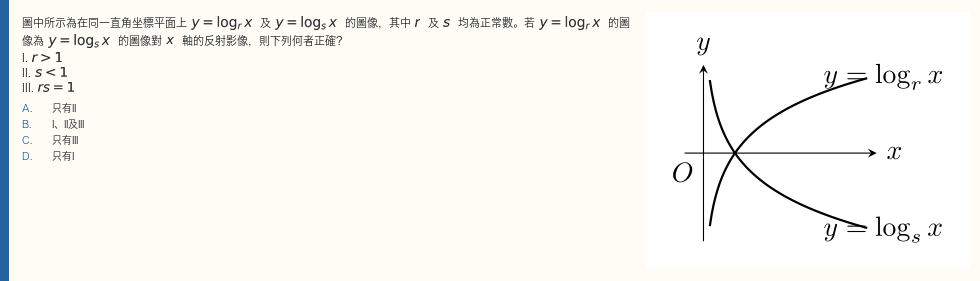 圖中所示為在同一直角坐標平面上 y = log_r x 及 y = log_s x 的圖像，其中 r 及 s 均為正常數。若 y = log_r x 的圖
像為 y = log_s x 的圖像對 x 軸的反射影像，則下列何者正確?
I. r > 1
II. s < 1
III. rs = 1
A. 只有II
B. I、II及III
C. 只有III
D. 只有I
y
y = log_r x
x
O
y = log_s x